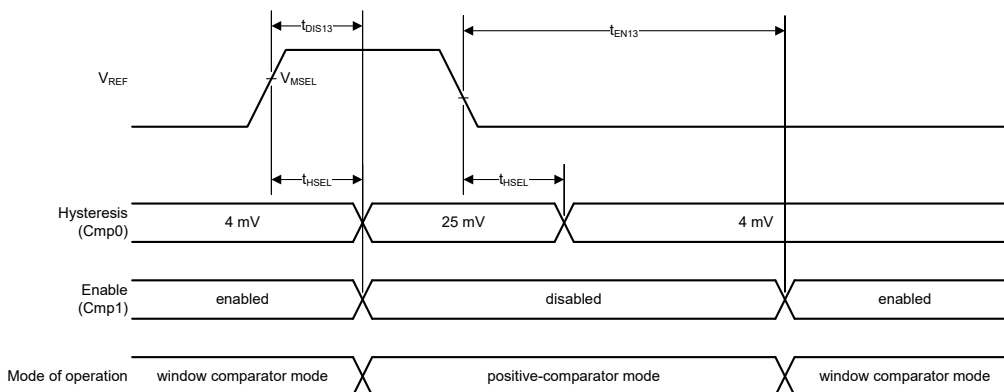 tDIS13
tEN13
VREF
VMSEL
tHSEL
tHSEL
Hysteresis
(Cmp0)
4 mV
25 mV
4 mV
Enable
(Cmp1)
enabled
disabled
enabled
Mode of operation
window comparator mode
positive-comparator mode
window comparator mode